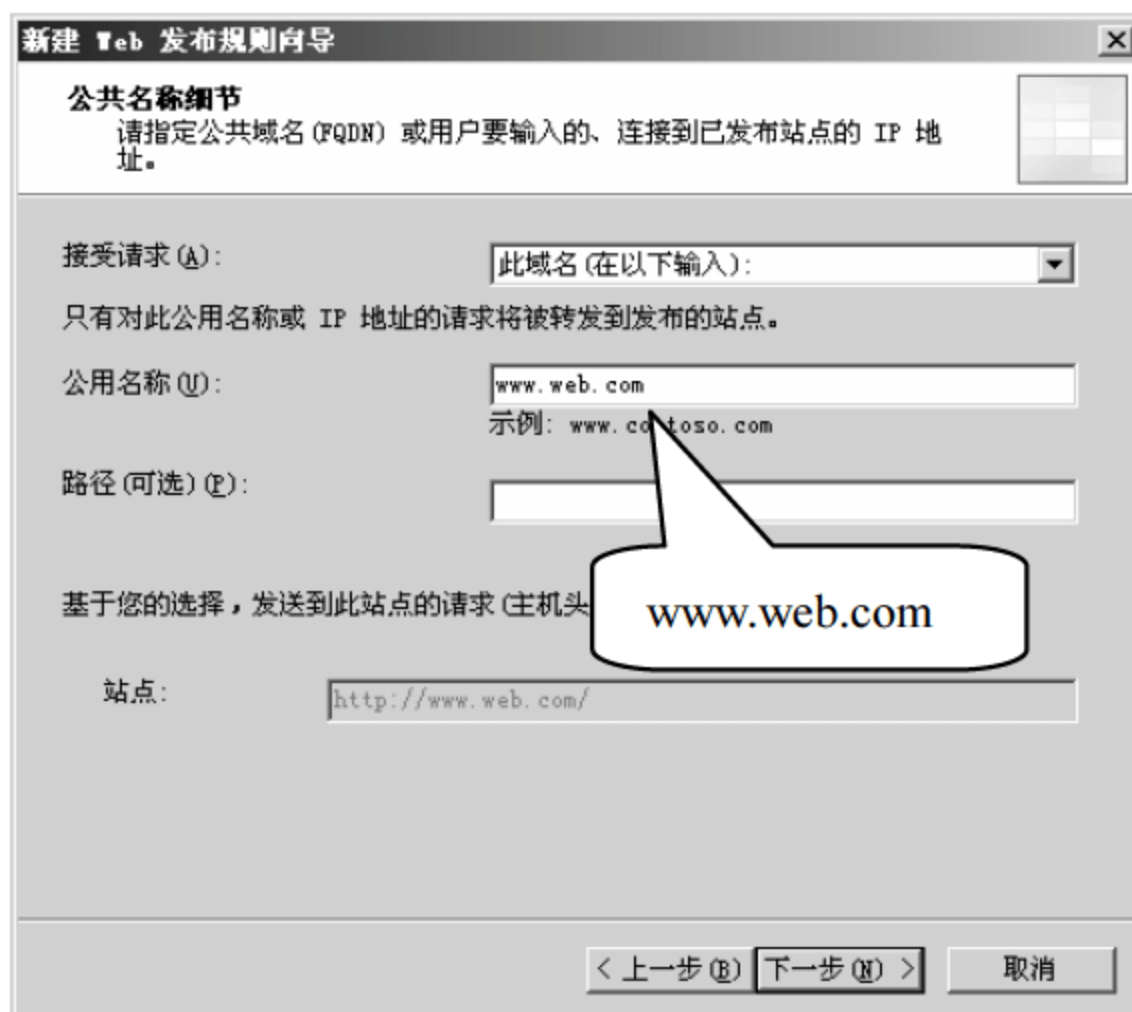 新建 Web 发布规则向导
公共名称细节
请指定公共域名(FQDN) 或用户要输入的、连接到已发布站点的 IP 地
址。
接受请求(A):
此域名(在以下输入):
只有对此公用名称或 IP 地址的请求将被转发到发布的站点。
公用名称(U):
www.web.com
示例: www.contoso.com
路径(可选)(P):
基于您的选择，发送到此站点的请求(主机头
www.web.com
站点:
http://www.web.com/
< 上一步(B)
下一步(N) >
取消